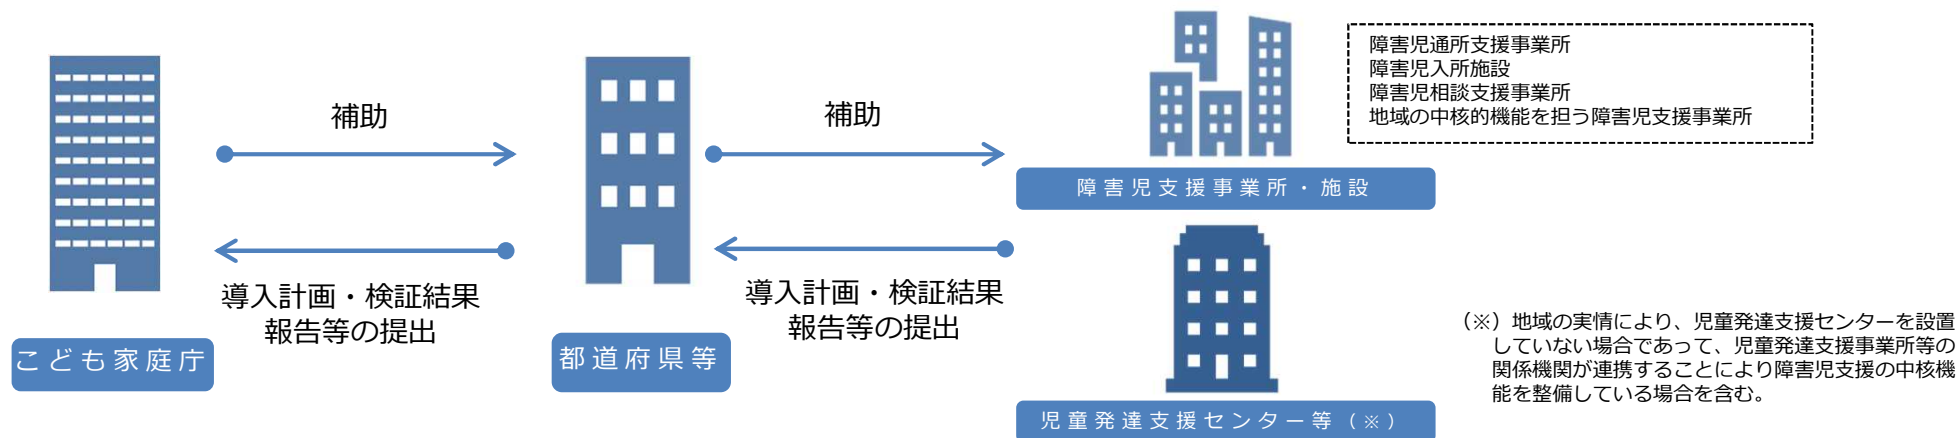 補助
導入計画・検証結果
報告等の提出
こども家庭庁
補助
導入計画・検証結果
報告等の提出
都道府県等
障害児通所支援事業所
障害児入所施設
障害児相談支援事業所
地域の中核的機能を担う障害児支援事業所
障害児支援事業所・施設
児童発達支援センター等（※）
（※）地域の実情により、児童発達支援センターを設置
していない場合であって、児童発達支援事業所等の
関係機関が連携することにより障害児支援の中核機
能を整備している場合を含む。